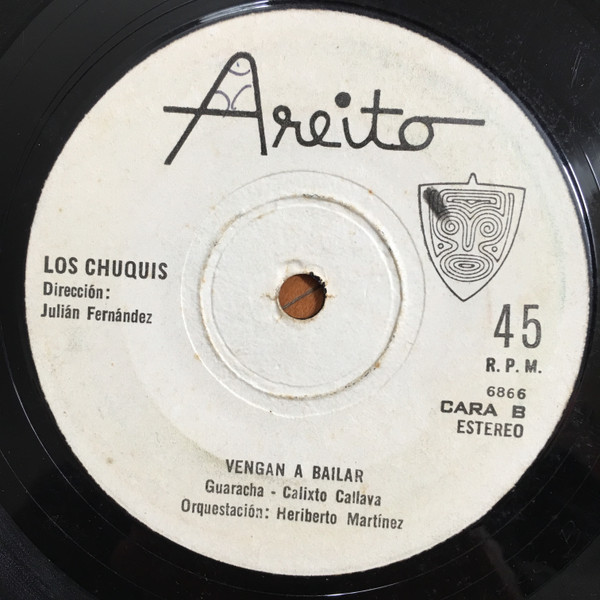 Areito
LOS CHUQUIS
Dirección:
Julián Fernández
45
R. P. M.
6866
CARA B
ESTEREO
VENGAN A BAILAR
Guaracha - Calixto Callava
Orquestación: Heriberto Martínez